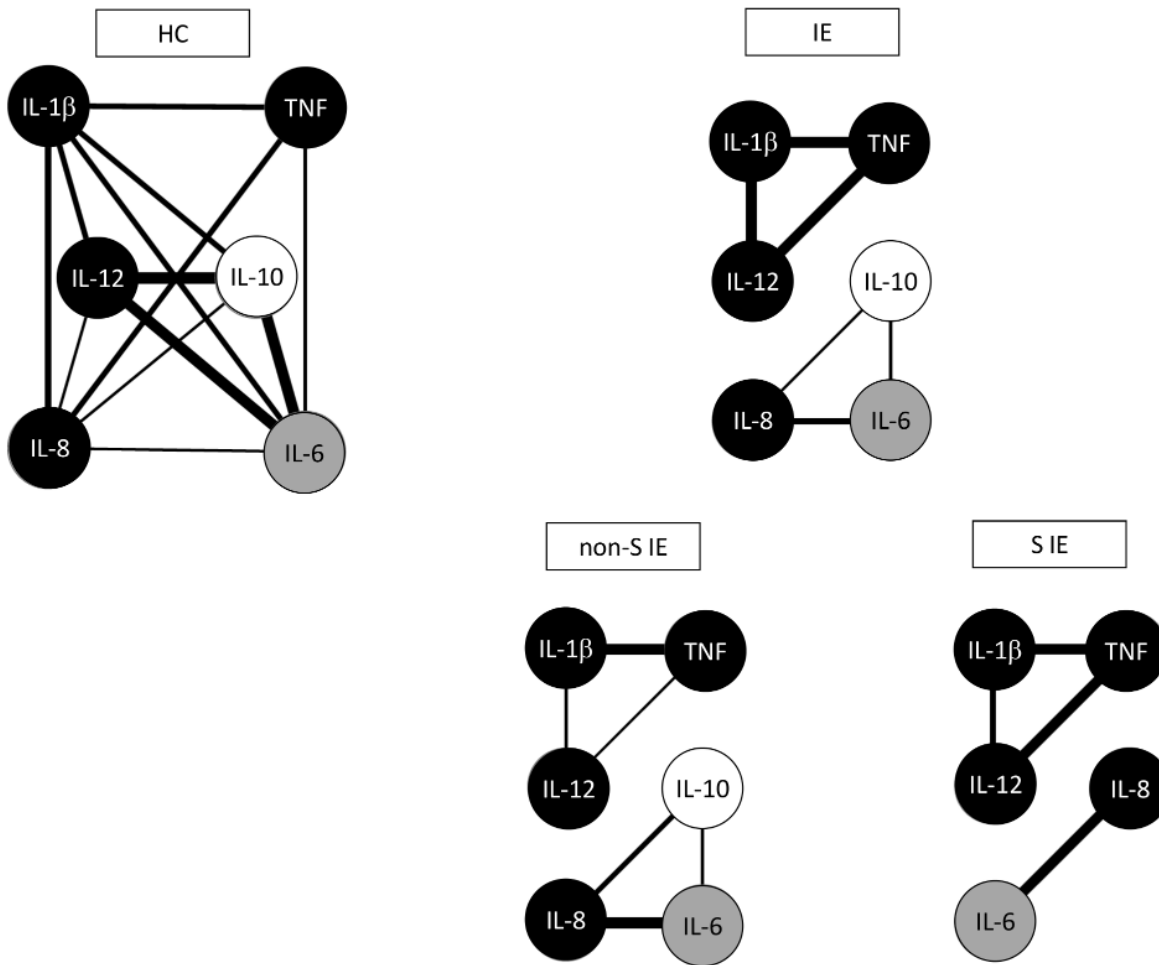 HC
IL-1β
TNF
IL-12
IL-10
IL-8
IL-6
IE
IL-1β
TNF
IL-12
IL-10
IL-8
IL-6
non-S IE
IL-1β
TNF
IL-12
IL-10
IL-8
IL-6
S IE
IL-1β
TNF
IL-12
IL-8
IL-6